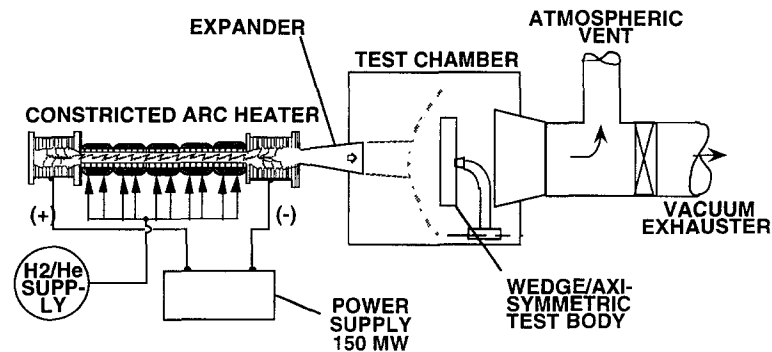 ATMOSPHERIC
VENT
EXPANDER
TEST CHAMBER
CONSTRICTED ARC HEATER
(+)
(-)
H2/He
SUPP-
LY
POWER
SUPPLY
150 MW
WEDGE/AXI-
SYMMETRIC
TEST BODY
VACUUM
EXHAUSTER